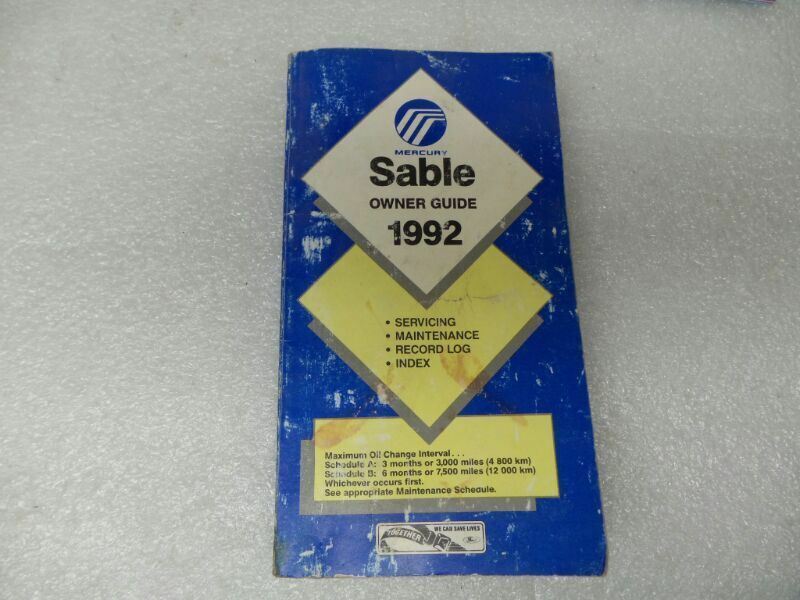 MERCURY
Sable
OWNER GUIDE
1992
• SERVICING
• MAINTENANCE
• RECORD LOG
• INDEX
Maximum Oil Change Interval . . .
Schedule A: 3 months or 3,000 miles (4 800 km)
Schedule B: 6 months or 7,500 miles (12 000 km)
Whichever occurs first.
See appropriate Maintenance Schedule.
TOGETHER
WE CAN SAVE LIVES